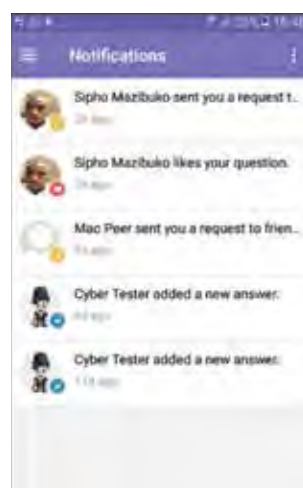 Notifications
Sipho Mazibuko sent you a request t..
Sipho Mazibuko likes your question.
Mac Peer sent you a request to frien..
Cyber Tester added a new answer.
Cyber Tester added a new answer.